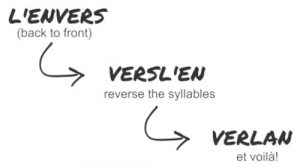 L'ENVERS
(back to front)
VERSL'EN
reverse the syllables
VERLAN
et voilà!